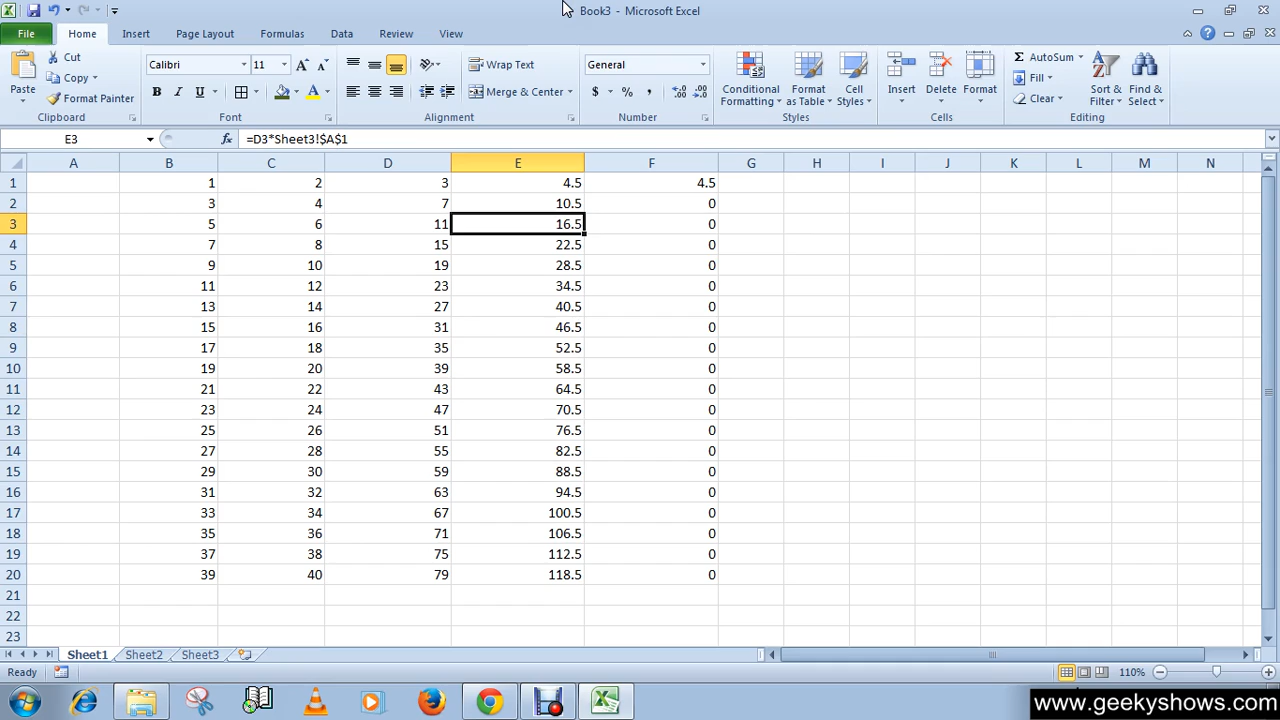 Book3 - Microsoft Excel
File Home Insert Page Layout Formulas Data Review View
Paste Cut Copy Format Painter
Calibri 11 A A B I U A
Wrap Text Merge & Center
General $ % , .0 .00 .00 .0
Conditional Formatting Format as Table Cell Styles
Insert Delete Format
Σ AutoSum Fill Clear Sort & Filter Find & Select
Clipboard Font Alignment Number Styles Cells Editing
E3 fx =D3*Sheet3!$A$1
A B C D E F G H I J K L M N
1 1 2 3 4.5 4.5
2 3 4 7 10.5 0
3 5 6 11 16.5 0
4 7 8 15 22.5 0
5 9 10 19 28.5 0
6 11 12 23 34.5 0
7 13 14 27 40.5 0
8 15 16 31 46.5 0
9 17 18 35 52.5 0
10 19 20 39 58.5 0
11 21 22 43 64.5 0
12 23 24 47 70.5 0
13 25 26 51 76.5 0
14 27 28 55 82.5 0
15 29 30 59 88.5 0
16 31 32 63 94.5 0
17 33 34 67 100.5 0
18 35 36 71 106.5 0
19 37 38 75 112.5 0
20 39 40 79 118.5 0
21
22
23
Sheet1 Sheet2 Sheet3
Ready 110%
www.geekyshows.com